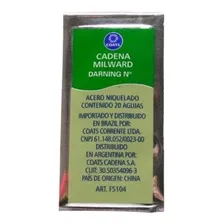 COATS
CADENA
MILWARD
DARNING Nº
ACERO NIQUELADO
CONTENIDO 20 AGUJAS
IMPORTADO Y DISTRIBUIDO
EN BRAZIL POR:
COATS CORRENTE LTDA.
CNPJ 61.148.052/0023-00
DISTRIBUIDO
EN ARGENTINA POR:
COATS CADENA S.A.
CUIT: 30.50354096-3
PAÍS DE ORIGEN: CHINA
ART. F5104